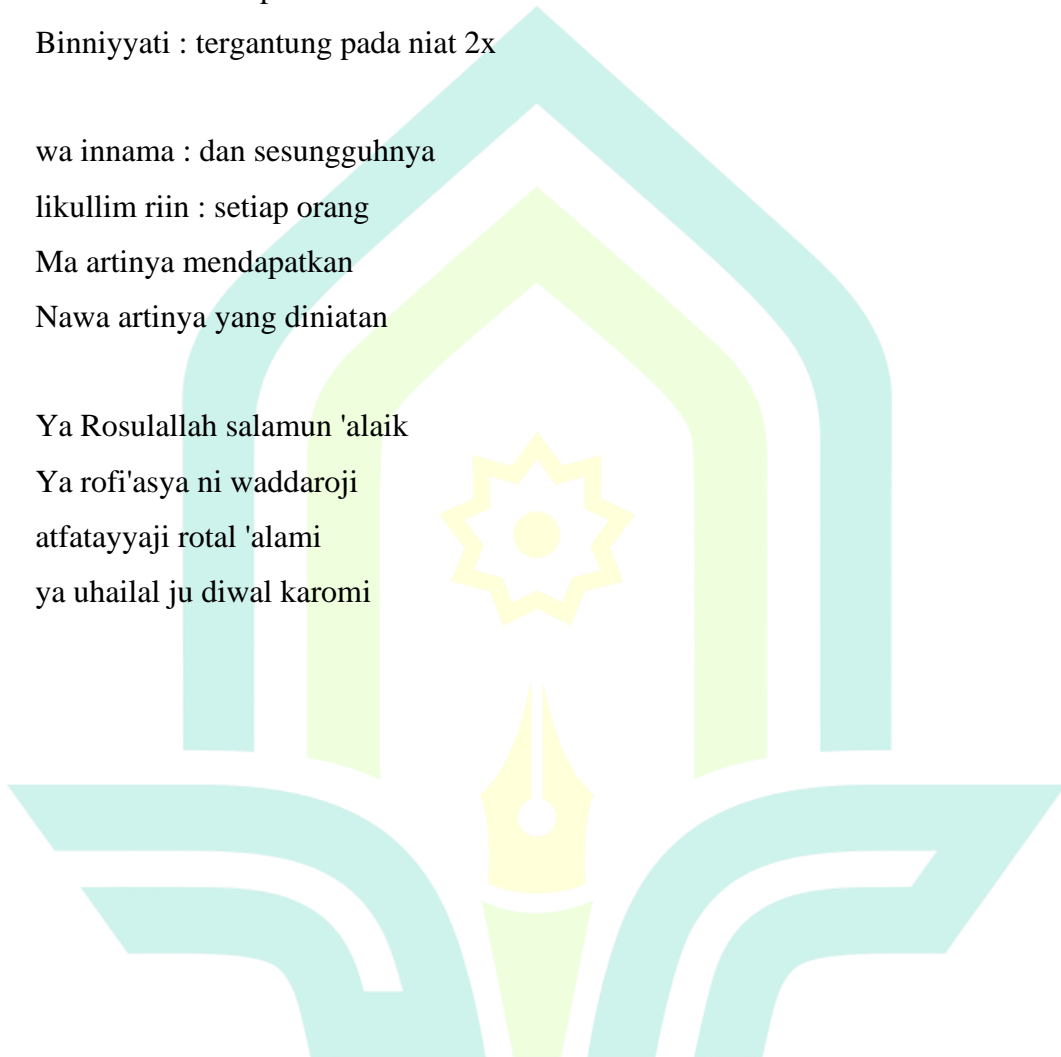 Binniyyati : tergantung pada niat 2x
wa innama : dan sesungguhnya
likullim riin : setiap orang
Ma artinya mendapatkan
Nawa artinya yang diniatan
Ya Rosulallah salamun 'alaik
Ya rofi'asya ni waddaroji
atfatayyaji rotal 'alami
ya uhailal ju diwal karomi